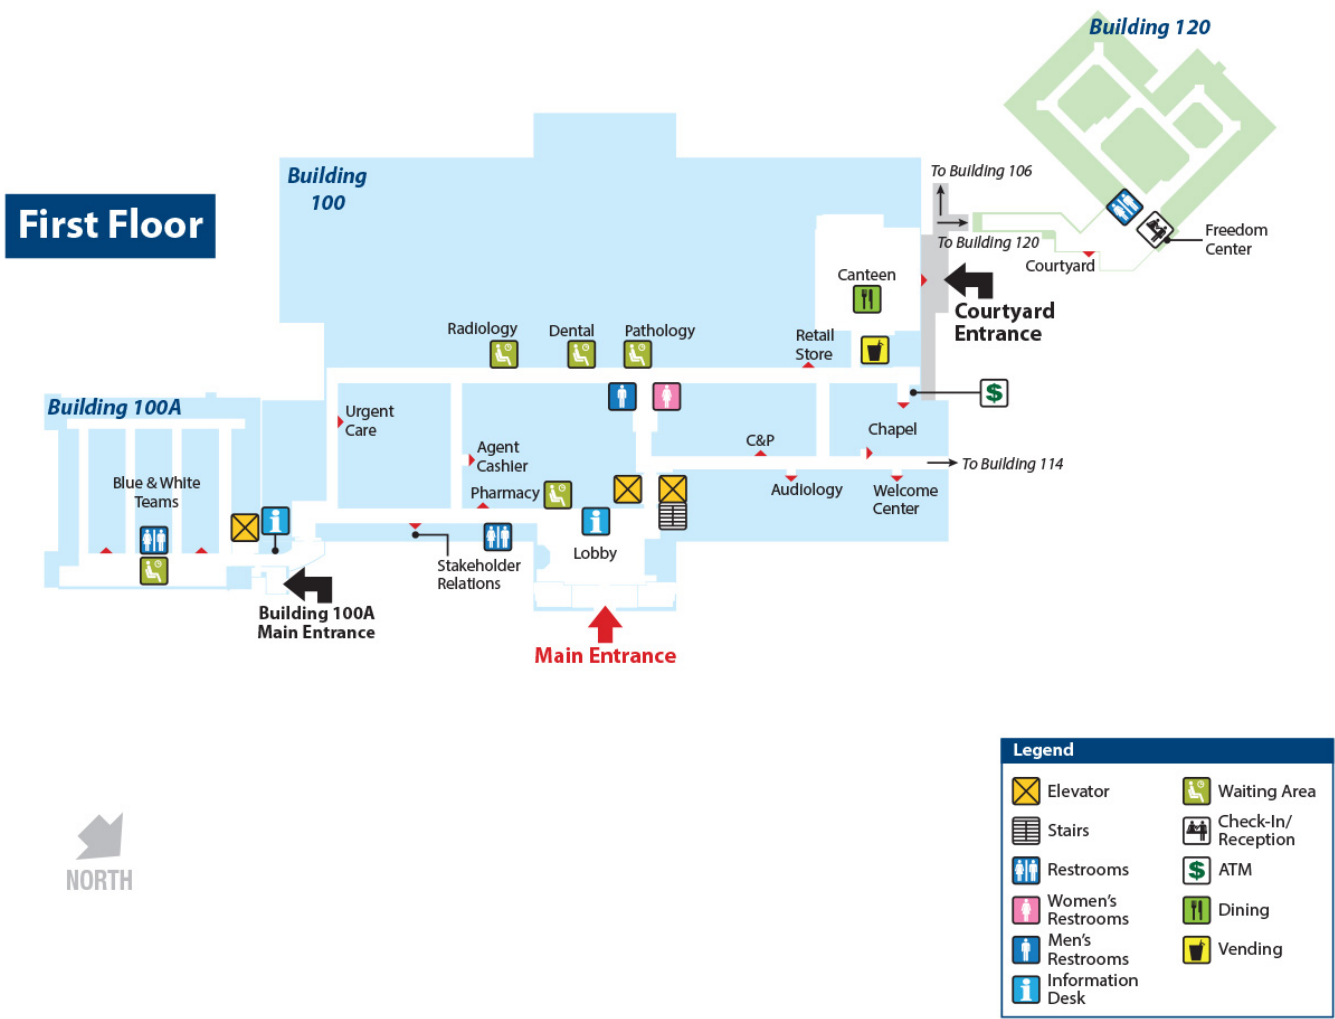 Building 120
To Building 106
Building
100
First Floor
Freedom
Center
To Building 120
Courtyard
Canteen
Courtyard
Entrance
Radiology
Dental
Pathology
Retail
Store
$
Building 100A
Urgent
Care
Chapel
C&P
Agent
Cashier
To Building 114
Blue & White
Teams
Pharmacy
Audiology
Welcome
Center
i
i
Lobby
Stakeholder
Relations
Building 100A
Main Entrance
Main Entrance
NORTH
Legend
Elevator
Stairs
Restrooms
Women's
Restrooms
Men's
Restrooms
i
Information
Desk
Waiting Area
Check-In/
Reception
$
ATM
Dining
Vending